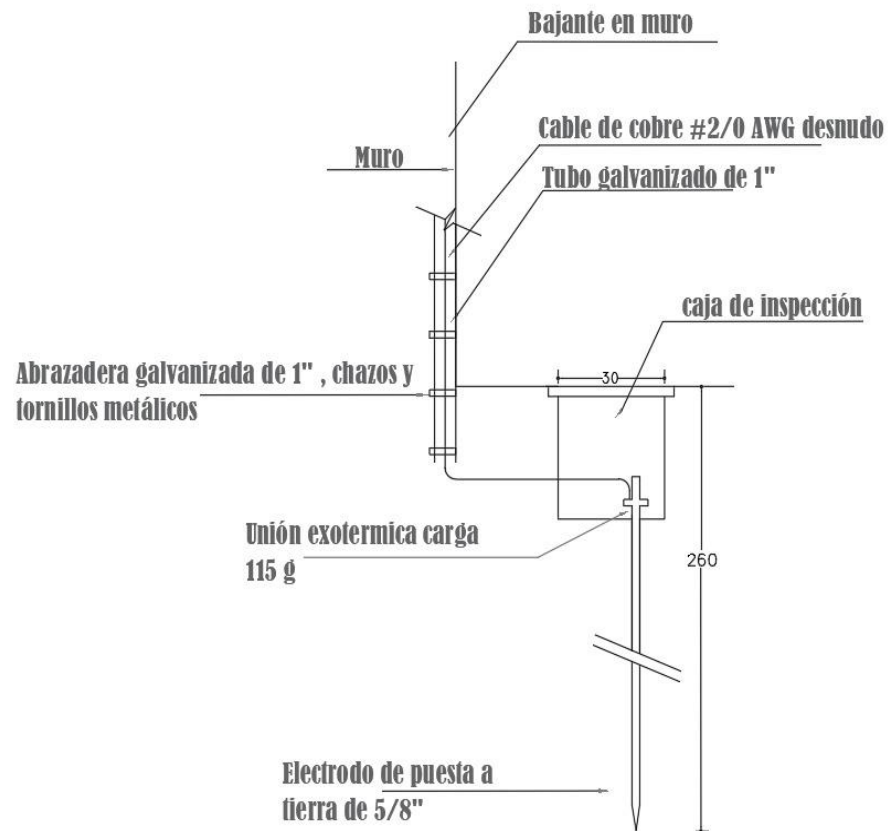 Bajante en muro
Cable de cobre #2/0 AWG desnudo
Muro
Tubo galvanizado de 1"
caja de inspección
30
Abrazadera galvanizada de 1" , chazos y
tornillos metálicos
Unión exotermica carga
115 g
260
Electrodo de puesta a
tierra de 5/8"